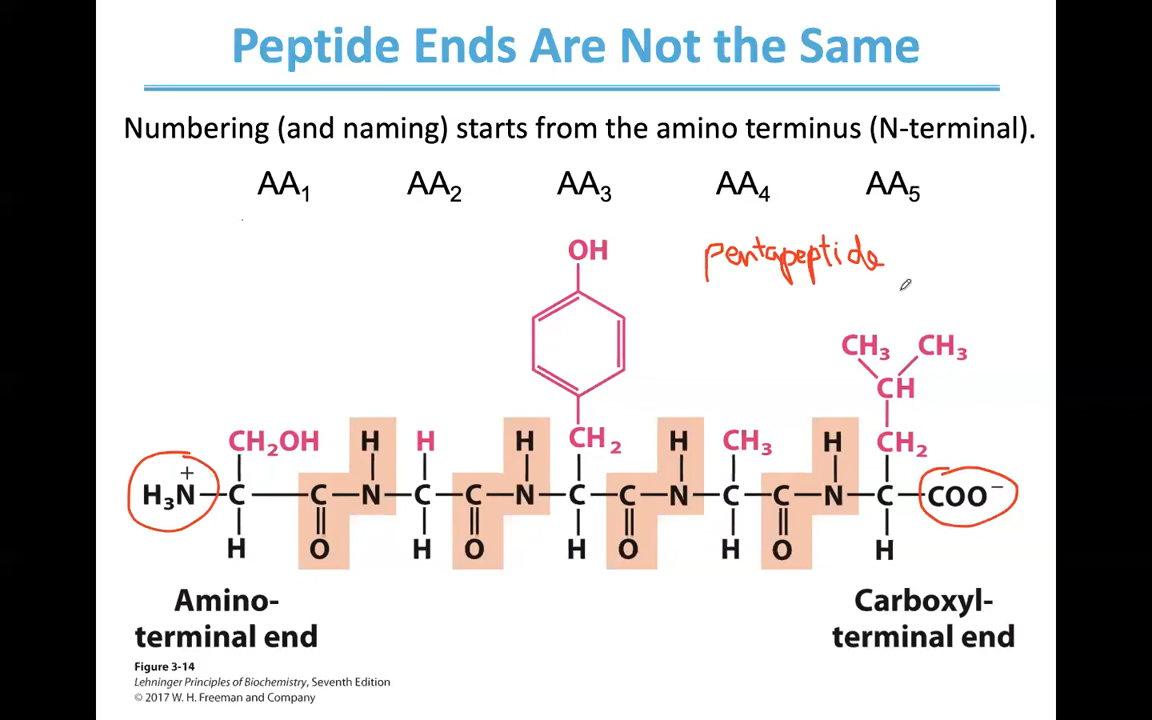 Peptide Ends Are Not the Same
Numbering (and naming) starts from the amino terminus (N-terminal).
AA₁ AA₂ AA₃ AA₄ AA₅
OH
pentapeptide
CH₃ CH₃
CH
CH₂OH H H H CH₂ H CH₃ H CH₂
H₃N⁺—C—C—N—C—C—N—C—C—N—C—C—N—C—COO⁻
H O H O H O H O H
Amino-
terminal end
Carboxyl-
terminal end
Figure 3-14
Lehninger Principles of Biochemistry, Seventh Edition
© 2017 W. H. Freeman and Company